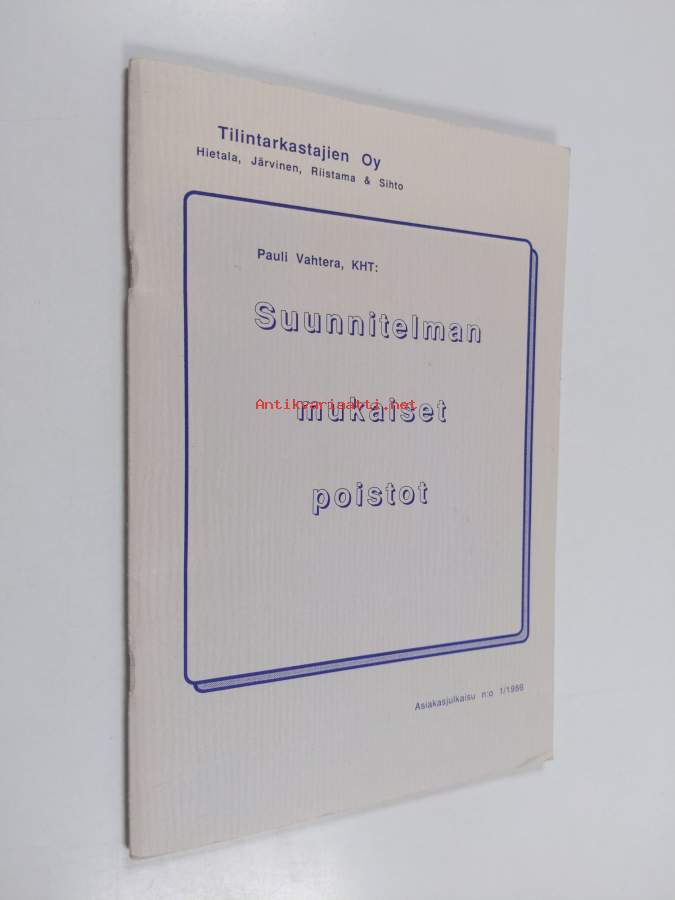 Tilintarkastajien Oy
Hietala, Järvinen, Riistama & Sihto
Pauli Vahtera, KHT:
Suunnitelman
mukaiset
Antikvariaatti.net
poistot
Asiakasjulkaisu n:o 1/1986